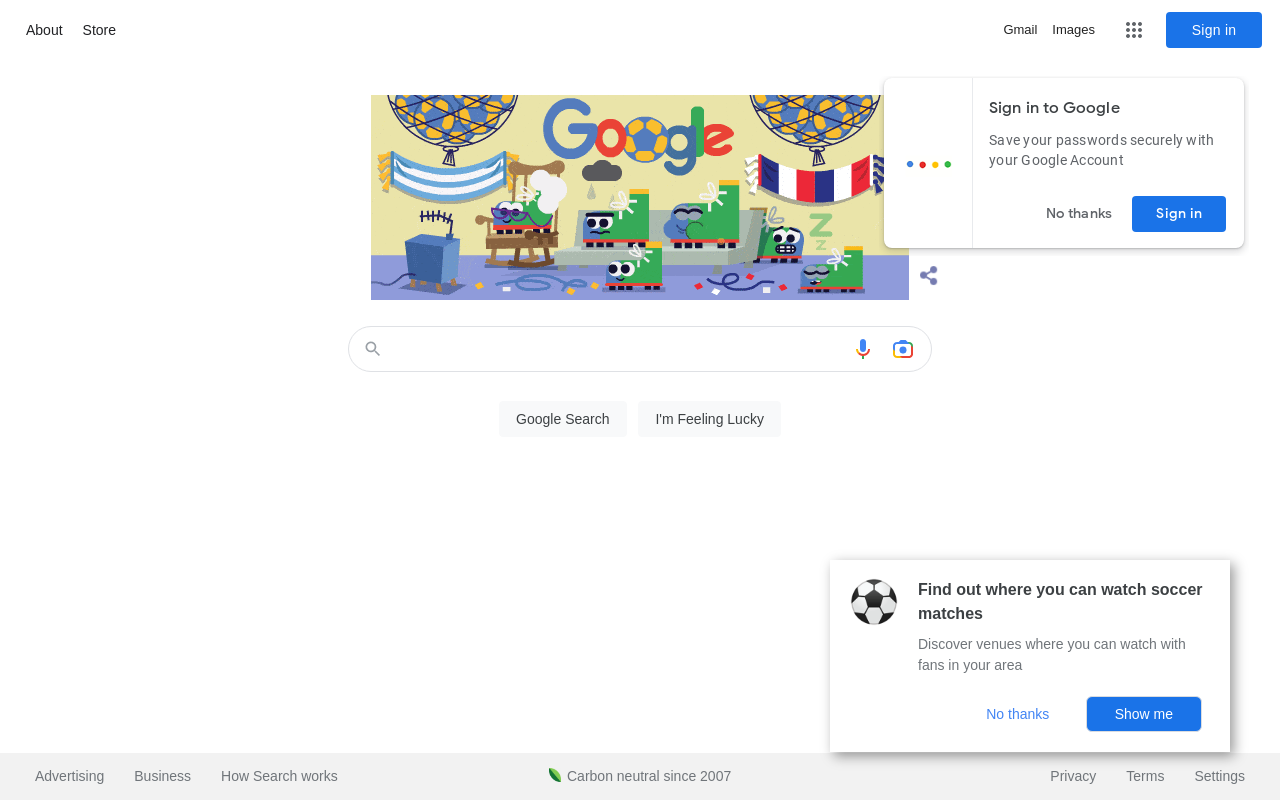 About
Store
Gmail
Images
Sign in
Google
Z
Z
Sign in to Google
Save your passwords securely with
your Google Account
No thanks
Sign in
Google Search
I'm Feeling Lucky
Find out where you can watch soccer
matches
Discover venues where you can watch with
fans in your area
No thanks
Show me
Advertising
Business
How Search works
Carbon neutral since 2007
Privacy
Terms
Settings